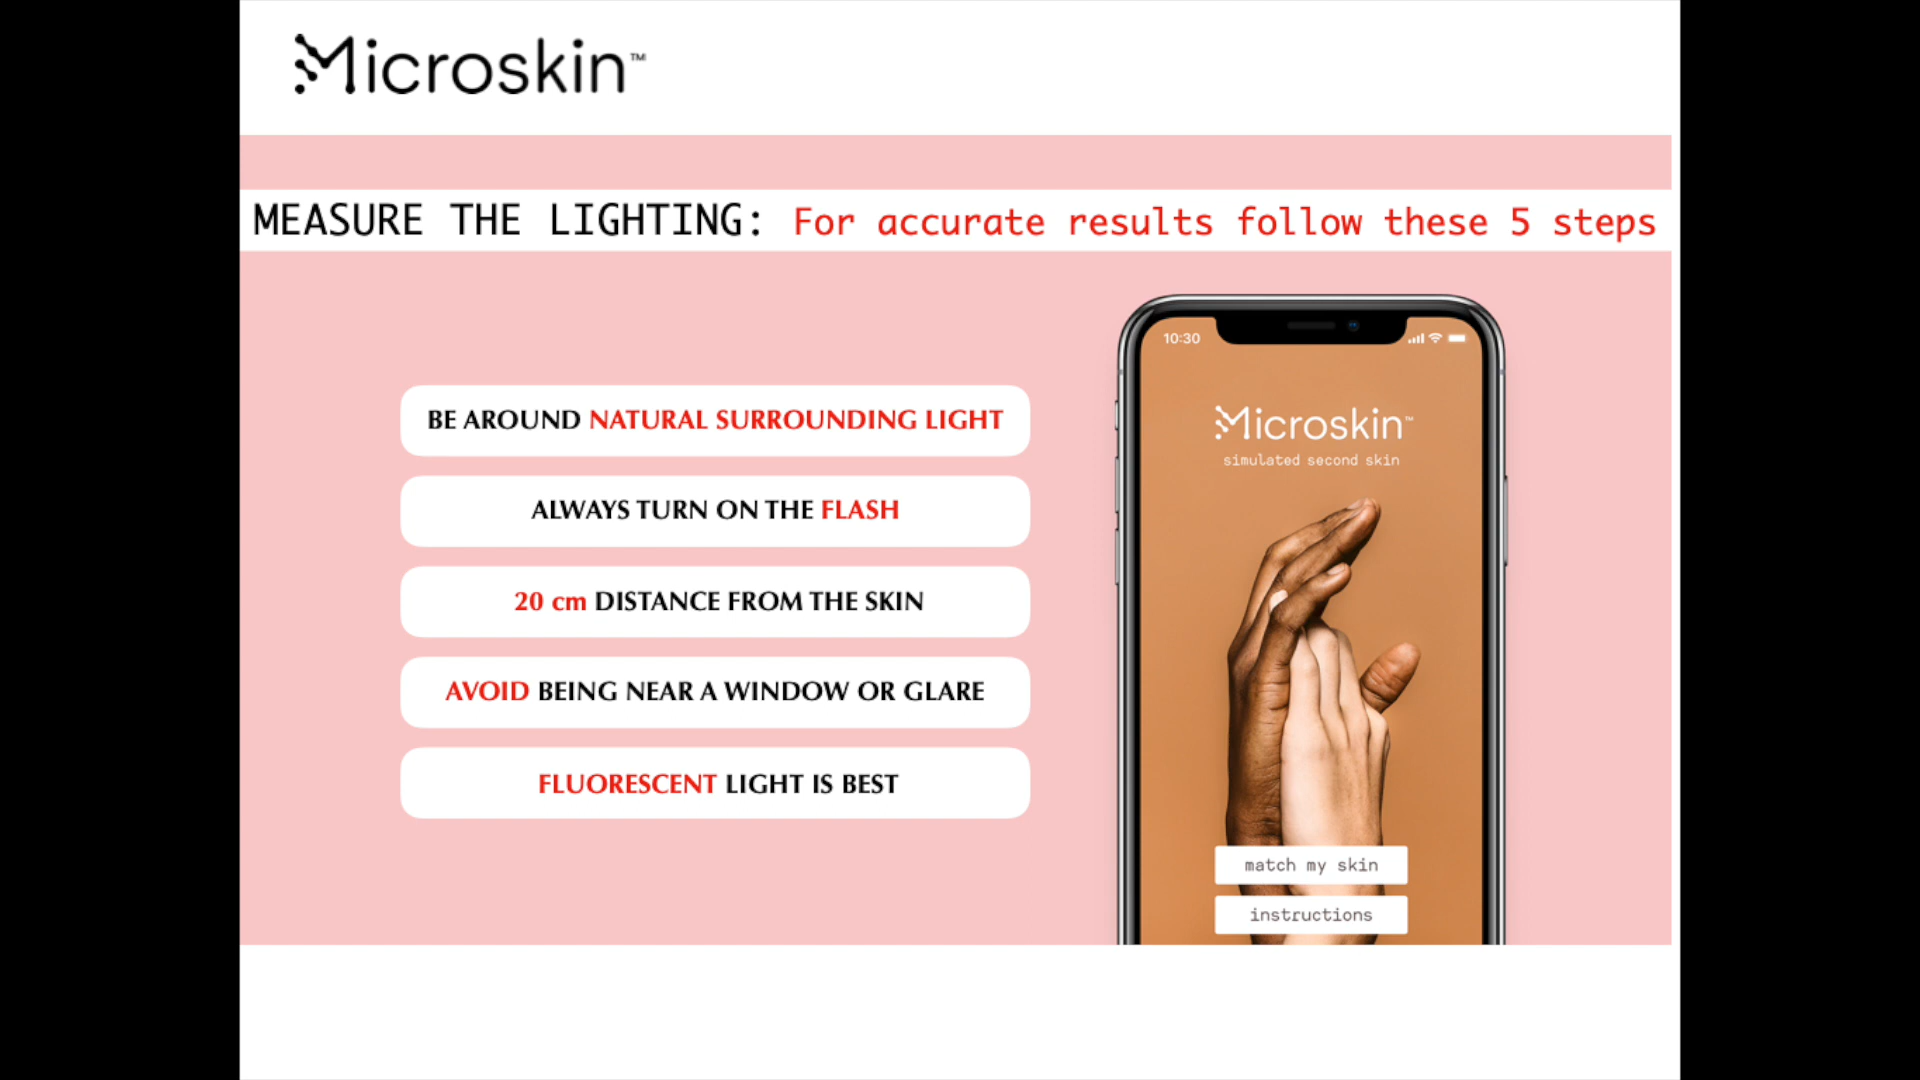 Microskin™
MEASURE THE LIGHTING: For accurate results follow these 5 steps
BE AROUND NATURAL SURROUNDING LIGHT
ALWAYS TURN ON THE FLASH
20 cm DISTANCE FROM THE SKIN
AVOID BEING NEAR A WINDOW OR GLARE
FLUORESCENT LIGHT IS BEST
10:30
Microskin™
simulated second skin
match my skin
instructions